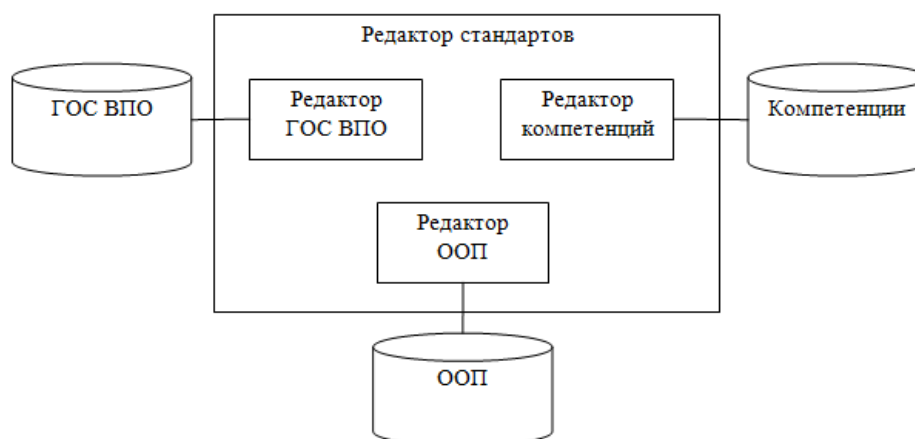 Редактор стандартов
ГОС ВПО
Редактор
ГОС ВПО
Редактор
компетенций
Компетенции
Редактор
ООП
ООП